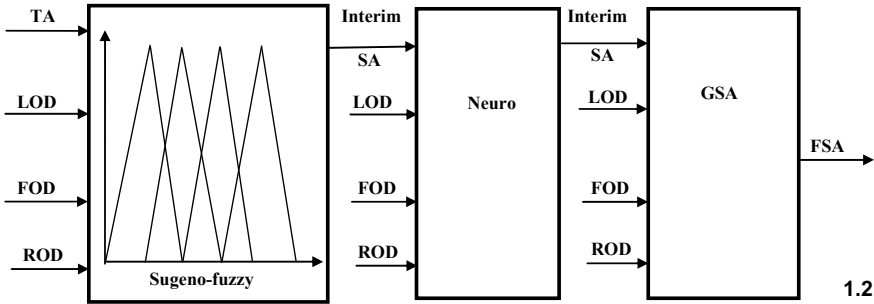 TA
LOD
FOD
ROD
Sugeno-fuzzy
Interim
SA
LOD
FOD
ROD
Neuro
Interim
SA
LOD
FOD
ROD
GSA
FSA
1.2